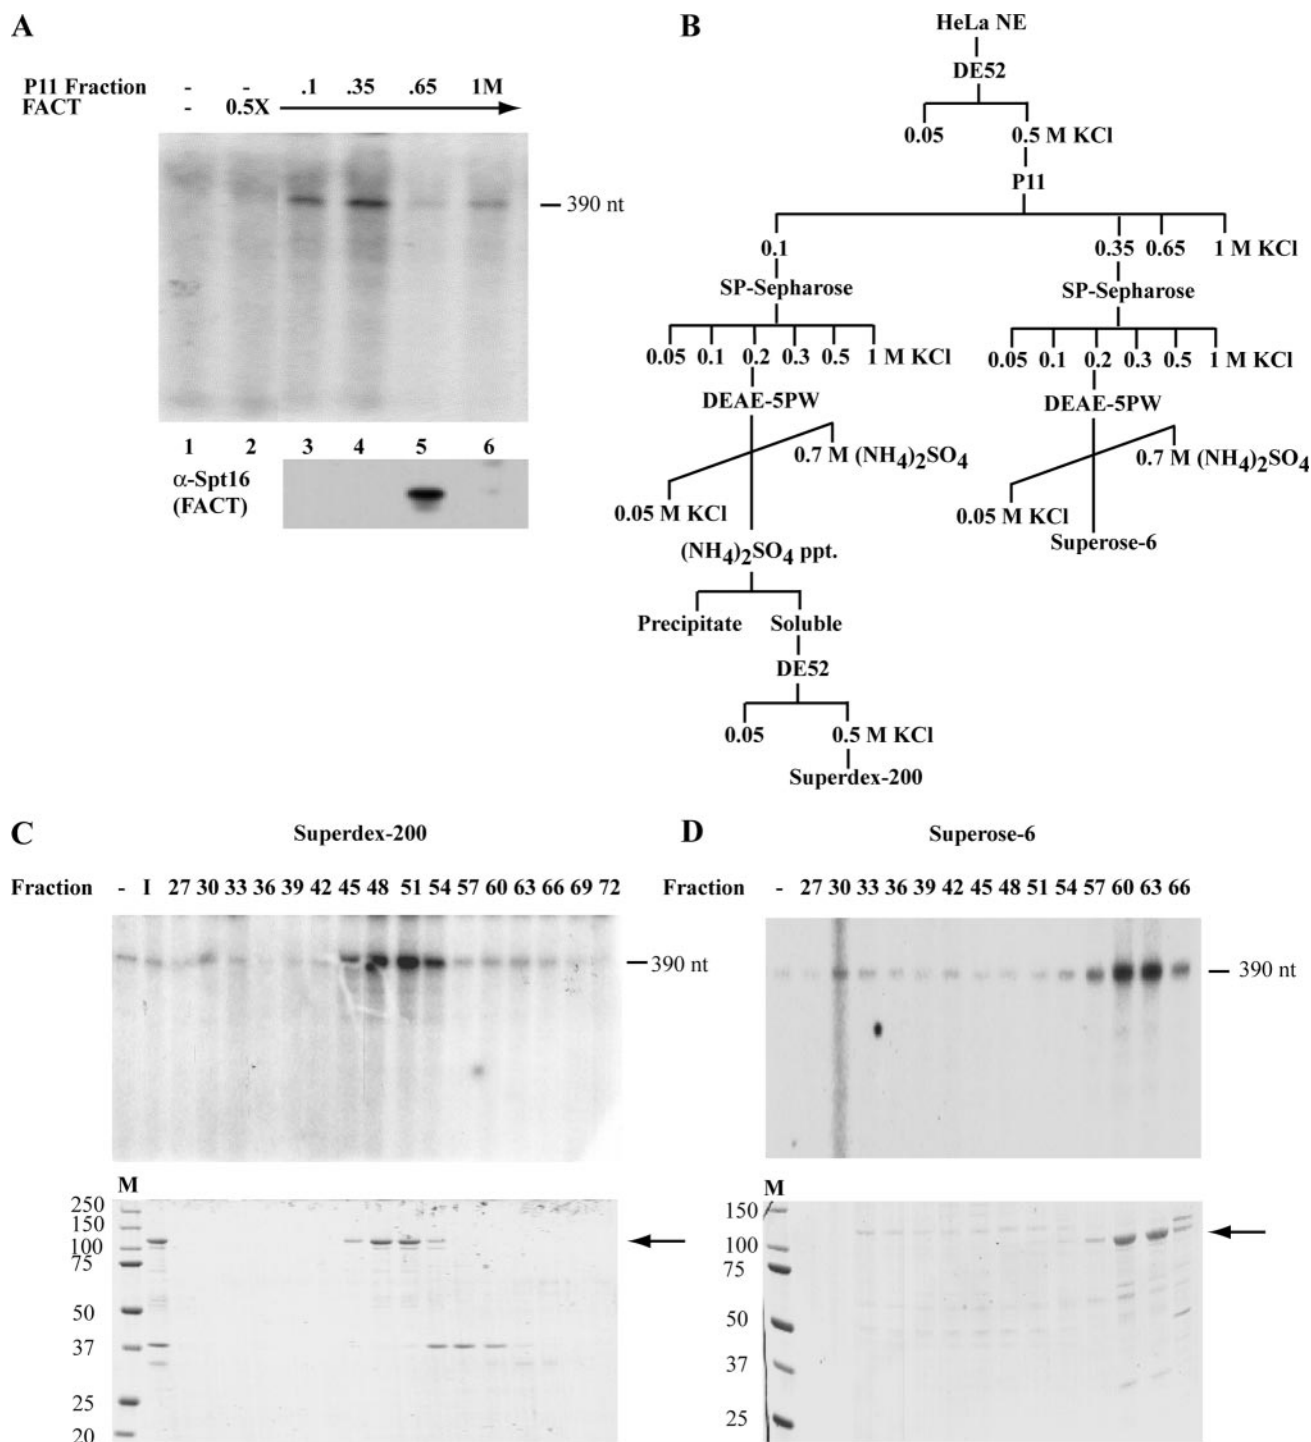 A
P11 Fraction - - .1 .35 .65 1M
FACT - 0.5X
390 nt
1 2 3 4 5 6
α-Spt16
(FACT)
B
HeLa NE
DE52
0.05 0.5 M KCl
P11
0.1 0.35 0.65 1 M KCl
SP-Sepharose SP-Sepharose
0.05 0.1 0.2 0.3 0.5 1 M KCl 0.05 0.1 0.2 0.3 0.5 1 M KCl
DEAE-5PW DEAE-5PW
0.7 M (NH4)2SO4 0.7 M (NH4)2SO4
0.05 M KCl 0.05 M KCl
(NH4)2SO4 ppt. Superose-6
Precipitate Soluble
DE52
0.05 0.5 M KCl
Superdex-200
C
Superdex-200
Fraction - I 27 30 33 36 39 42 45 48 51 54 57 60 63 66 69 72
390 nt
M
250
150
100
75
50
37
25
20
D
Superose-6
Fraction - 27 30 33 36 39 42 45 48 51 54 57 60 63 66
390 nt
M
150
100
75
50
37
25